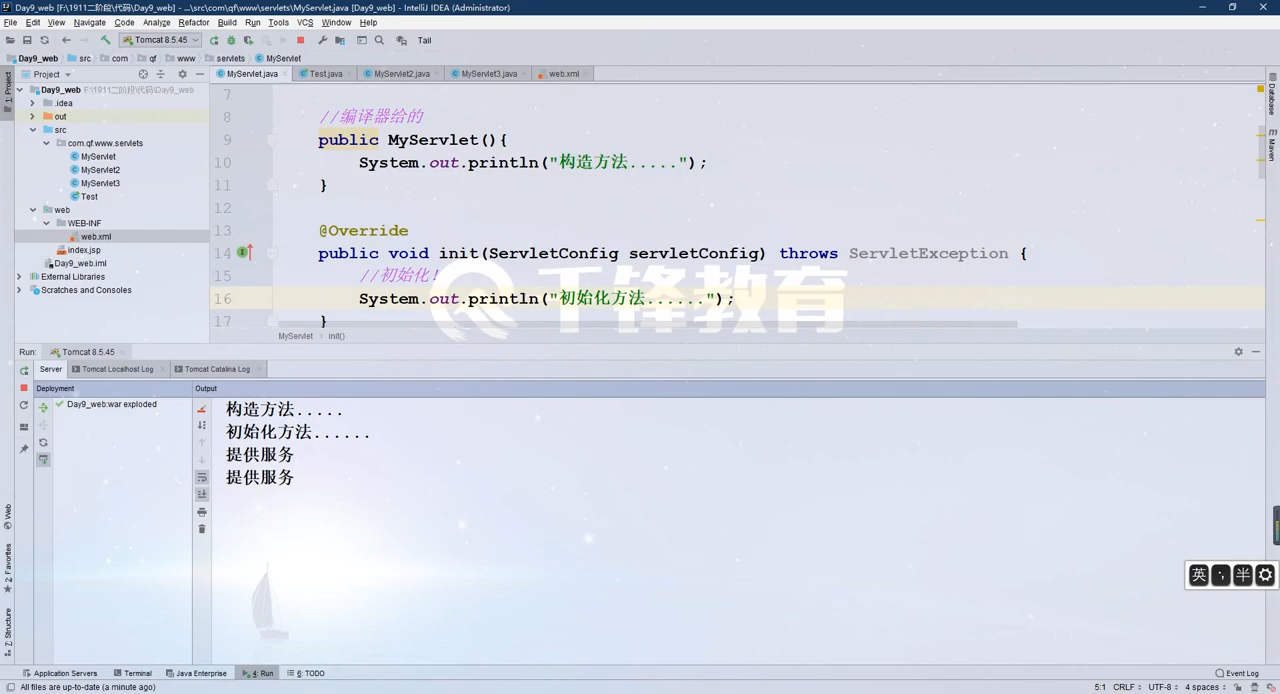 Day9_web [F:\1911二阶段\代码\Day9_web] - ...\src\com\qf\www\servlets\MyServlet.java [Day9_web] - IntelliJ IDEA (Administrator)
File Edit View Navigate Code Analyze Refactor Build Run Tools VCS Window Help
Tomcat 8.5.45 Tail
Day9_web src com qf www servlets MyServlet
Project MyServlet.java Test.java MyServlet2.java MyServlet3.java web.xml
1: Project
Database
Maven
Day9_web F:\1911二阶段\代码\Day9_web
.idea
out
src
com.qf.www.servlets
MyServlet
MyServlet2
MyServlet3
Test
web
WEB-INF
web.xml
index.jsp
Day9_web.iml
External Libraries
Scratches and Consoles
7
8 //编译器给的
9 public MyServlet(){
10 System.out.println("构造方法.....");
11 }
12
13 @Override
14 public void init(ServletConfig servletConfig) throws ServletException {
15 //初始化!
16 System.out.println("初始化方法......");
17 }
千锋教育
MyServlet › init()
Run: Tomcat 8.5.45
Server Tomcat Localhost Log Tomcat Catalina Log
Deployment Output
Day9_web:war exploded
构造方法.....
初始化方法......
提供服务
提供服务
Web
2: Favorites
7: Structure
英 半
Application Servers Terminal Java Enterprise 4: Run 6: TODO Event Log
All files are up-to-date (a minute ago) 5:1 CRLF UTF-8 4 spaces